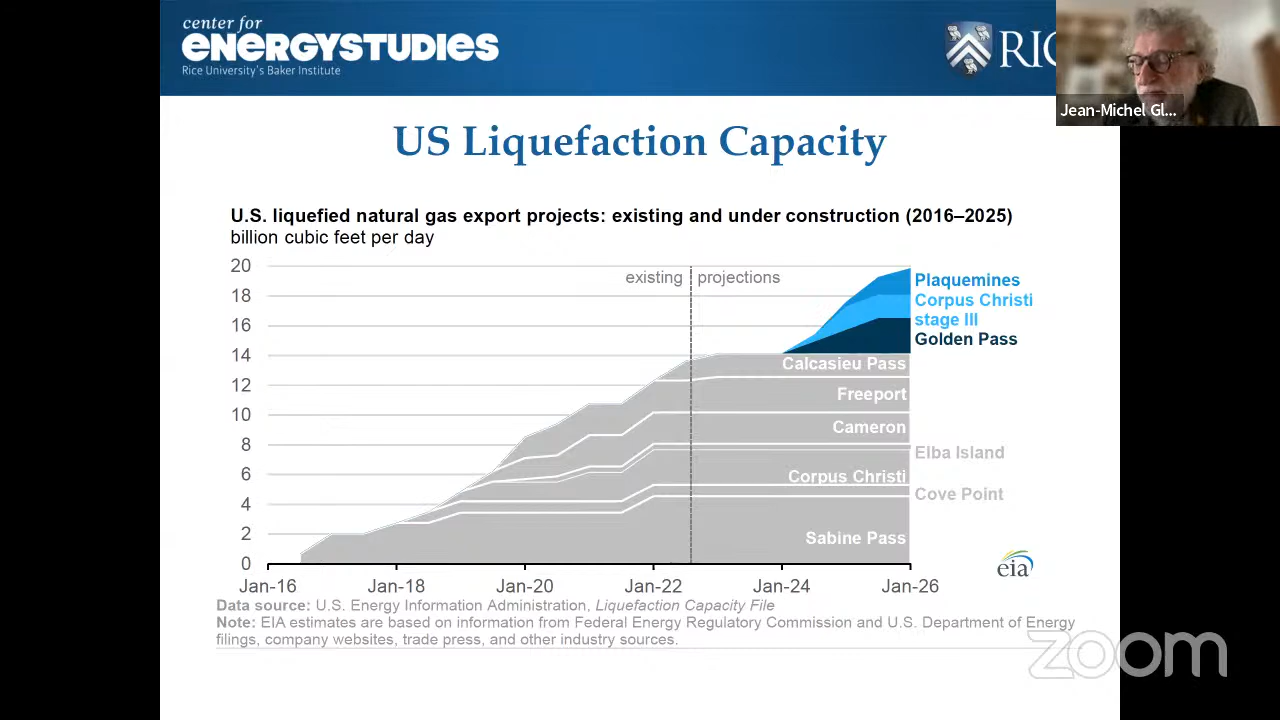 center for
ENERGYSTUDIES
Rice University's Baker Institute
Jean-Michel Gl...
US Liquefaction Capacity
U.S. liquefied natural gas export projects: existing and under construction (2016–2025)
billion cubic feet per day
20
18
16
14
12
10
8
6
4
2
0
existing
projections
Plaquemines
Corpus Christi
stage III
Golden Pass
Calcasieu Pass
Freeport
Cameron
Elba Island
Corpus Christi
Cove Point
Sabine Pass
Jan-16
Jan-18
Jan-20
Jan-22
Jan-24
Jan-26
eia
Data source: U.S. Energy Information Administration, Liquefaction Capacity File
Note: EIA estimates are based on information from Federal Energy Regulatory Commission and U.S. Department of Energy
filings, company websites, trade press, and other industry sources.
zoom